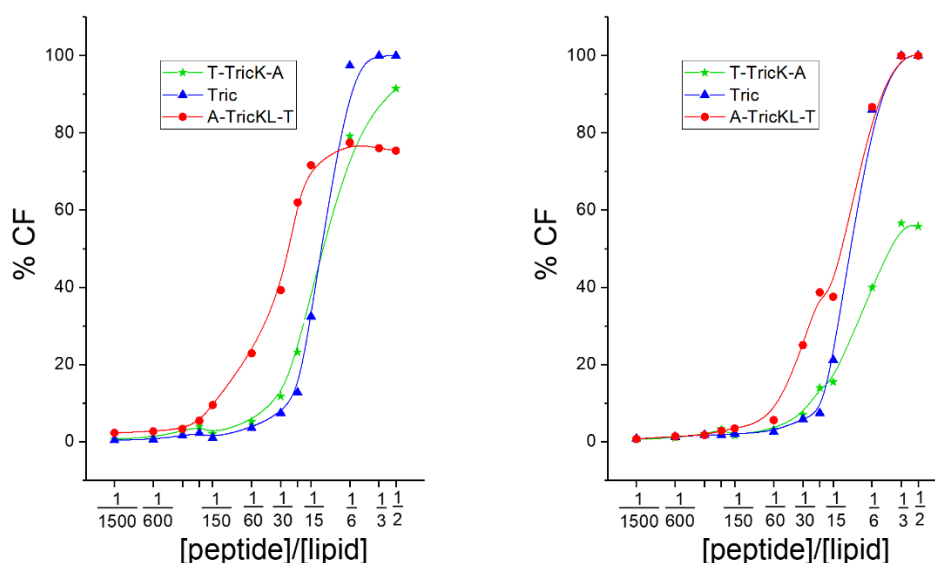 100
80
60
40
20
0
% CF
T-TricK-A
Tric
A-TricKL-T
1/1500 1/600 1/150 1/60 1/30 1/15 1/6 1/3 1/2
[peptide]/[lipid]
100
80
60
40
20
0
% CF
T-TricK-A
Tric
A-TricKL-T
1/1500 1/600 1/150 1/60 1/30 1/15 1/6 1/3 1/2
[peptide]/[lipid]